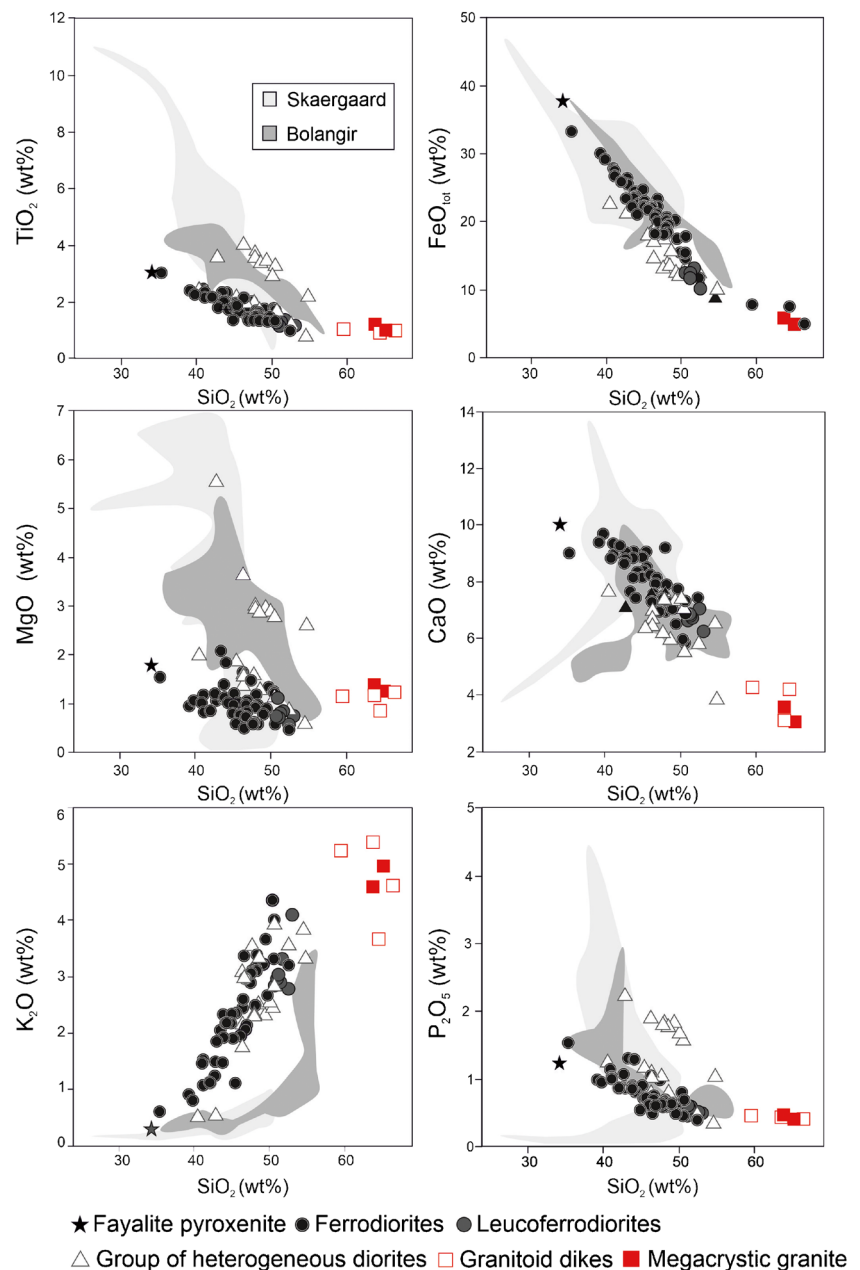 12
10
8
6
4
2
0
TiO2 (wt%)
Skaergaard
Bolangir
30 40 50 60
SiO2 (wt%)
50
40
30
20
10
0
FeOtot (wt%)
30 40 50 60
SiO2 (wt%)
7
6
5
4
3
2
1
0
MgO (wt%)
30 40 50 60
SiO2 (wt%)
14
12
10
8
6
4
2
CaO (wt%)
30 40 50 60
SiO2 (wt%)
6
5
4
3
2
1
0
K2O (wt%)
30 40 50 60
SiO2 (wt%)
5
4
3
2
1
0
P2O5 (wt%)
30 40 50 60
SiO2 (wt%)
Fayalite pyroxenite Ferrodiorites Leucoferrodiorites
Group of heterogeneous diorites Granitoid dikes Megacrystic granite